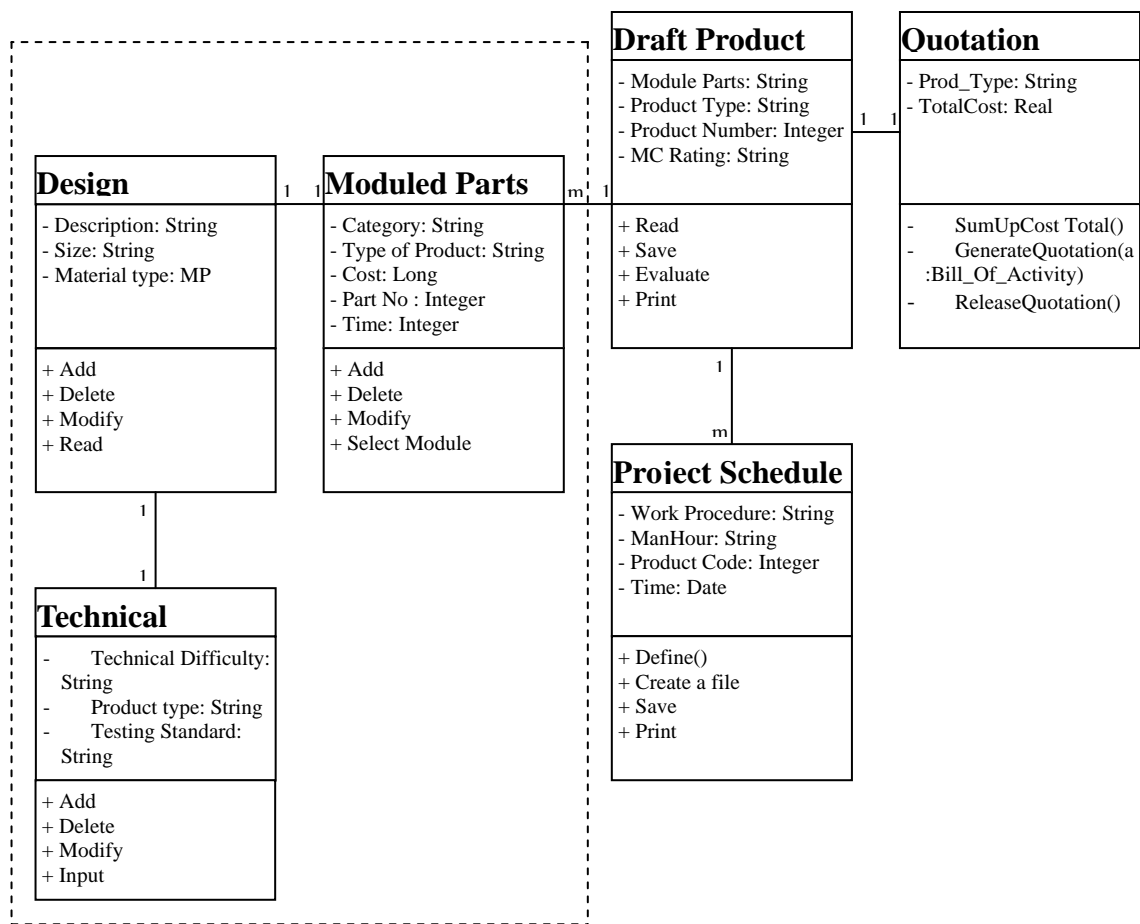 Draft Product
- Module Parts: String
- Product Type: String
- Product Number: Integer
- MC Rating: String
+ Read
+ Save
+ Evaluate
+ Print
1
1
Quotation
- Prod_Type: String
- TotalCost: Real
- SumUpCost Total()
- GenerateQuotation(a
:Bill_Of_Activity)
- ReleaseQuotation()
Design
- Description: String
- Size: String
- Material type: MP
+ Add
+ Delete
+ Modify
+ Read
1
1
Moduled Parts
- Category: String
- Type of Product: String
- Cost: Long
- Part No : Integer
- Time: Integer
+ Add
+ Delete
+ Modify
+ Select Module
m
1
1
m
Project Schedule
- Work Procedure: String
- ManHour: String
- Product Code: Integer
- Time: Date
+ Define()
+ Create a file
+ Save
+ Print
1
1
Technical
- Technical Difficulty:
String
- Product type: String
- Testing Standard:
String
+ Add
+ Delete
+ Modify
+ Input